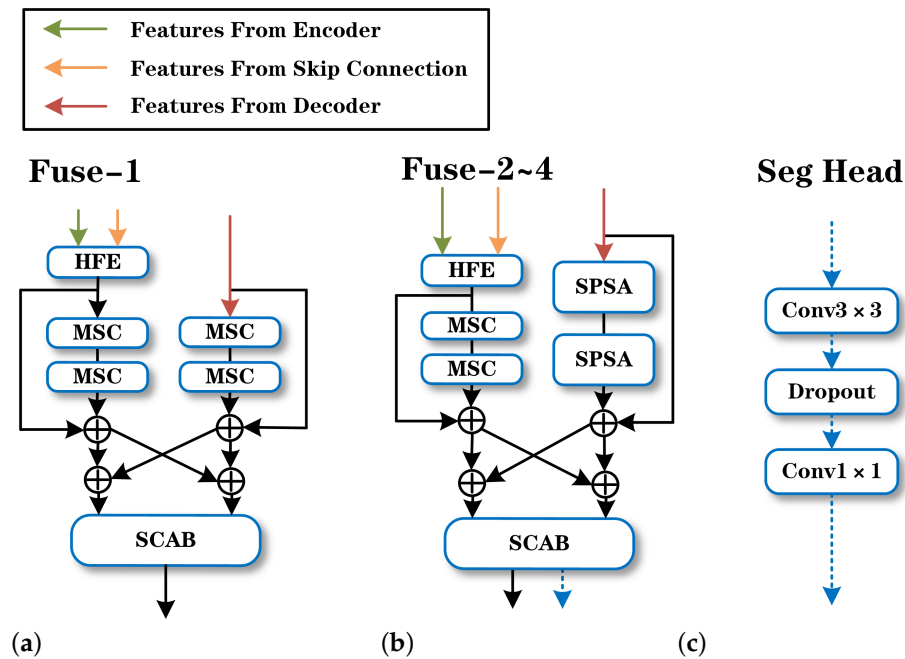 Features From Encoder
Features From Skip Connection
Features From Decoder
Fuse-1
Fuse-2~4
Seg Head
HFE
MSC
MSC
MSC
MSC
SCAB
HFE
MSC
MSC
SPSA
SPSA
SCAB
Conv3 × 3
Dropout
Conv1 × 1
(a)
(b)
(c)